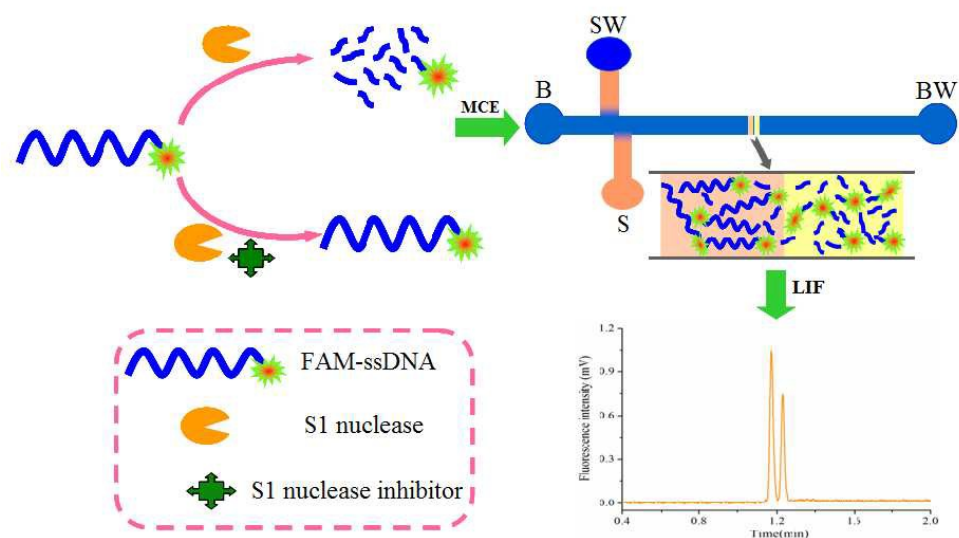 SW
B
BW
MCE
S
LIF
FAM-ssDNA
S1 nuclease
S1 nuclease inhibitor
Fluorescence intensity (mV)
1.2
0.9
0.6
0.3
0.0
0.4
0.8
1.2
1.5
2.0
Time(min)